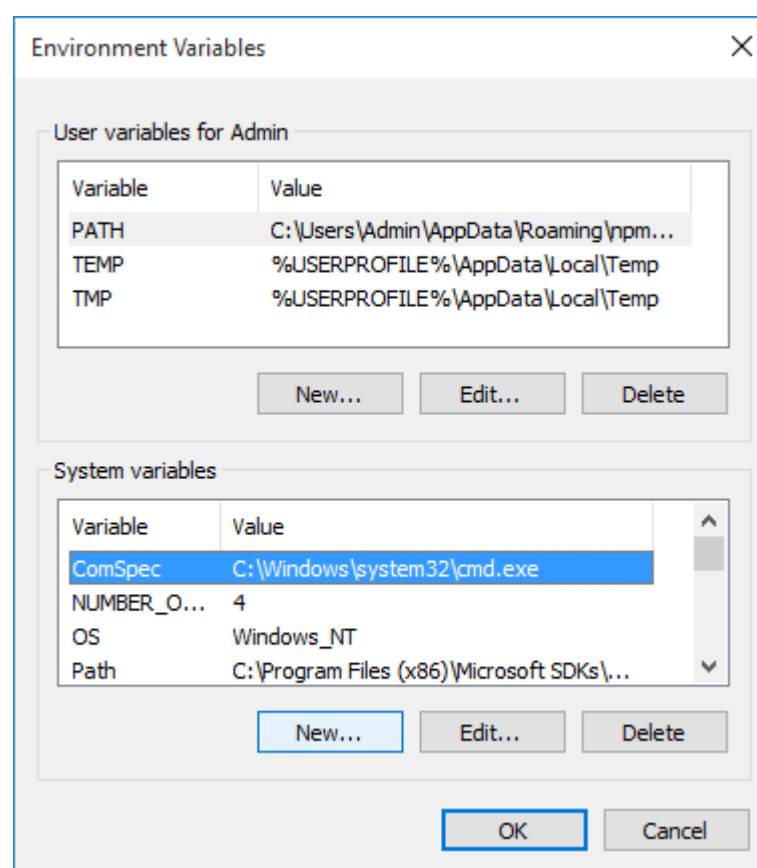 Environment Variables
User variables for Admin
Variable Value
PATH C:\Users\Admin\AppData\Roaming\npm...
TEMP %USERPROFILE%\AppData\Local\Temp
TMP %USERPROFILE%\AppData\Local\Temp
New... Edit... Delete
System variables
Variable Value
ComSpec C:\Windows\system32\cmd.exe
NUMBER_O... 4
OS Windows_NT
Path C:\Program Files (x86)\Microsoft SDKs\...
New... Edit... Delete
OK Cancel